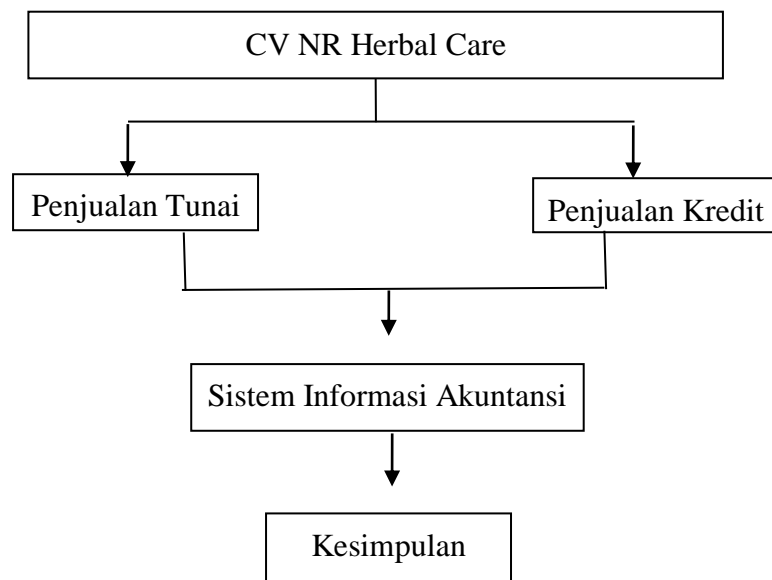 CV NR Herbal Care
Penjualan Tunai
Penjualan Kredit
Sistem Informasi Akuntansi
Kesimpulan